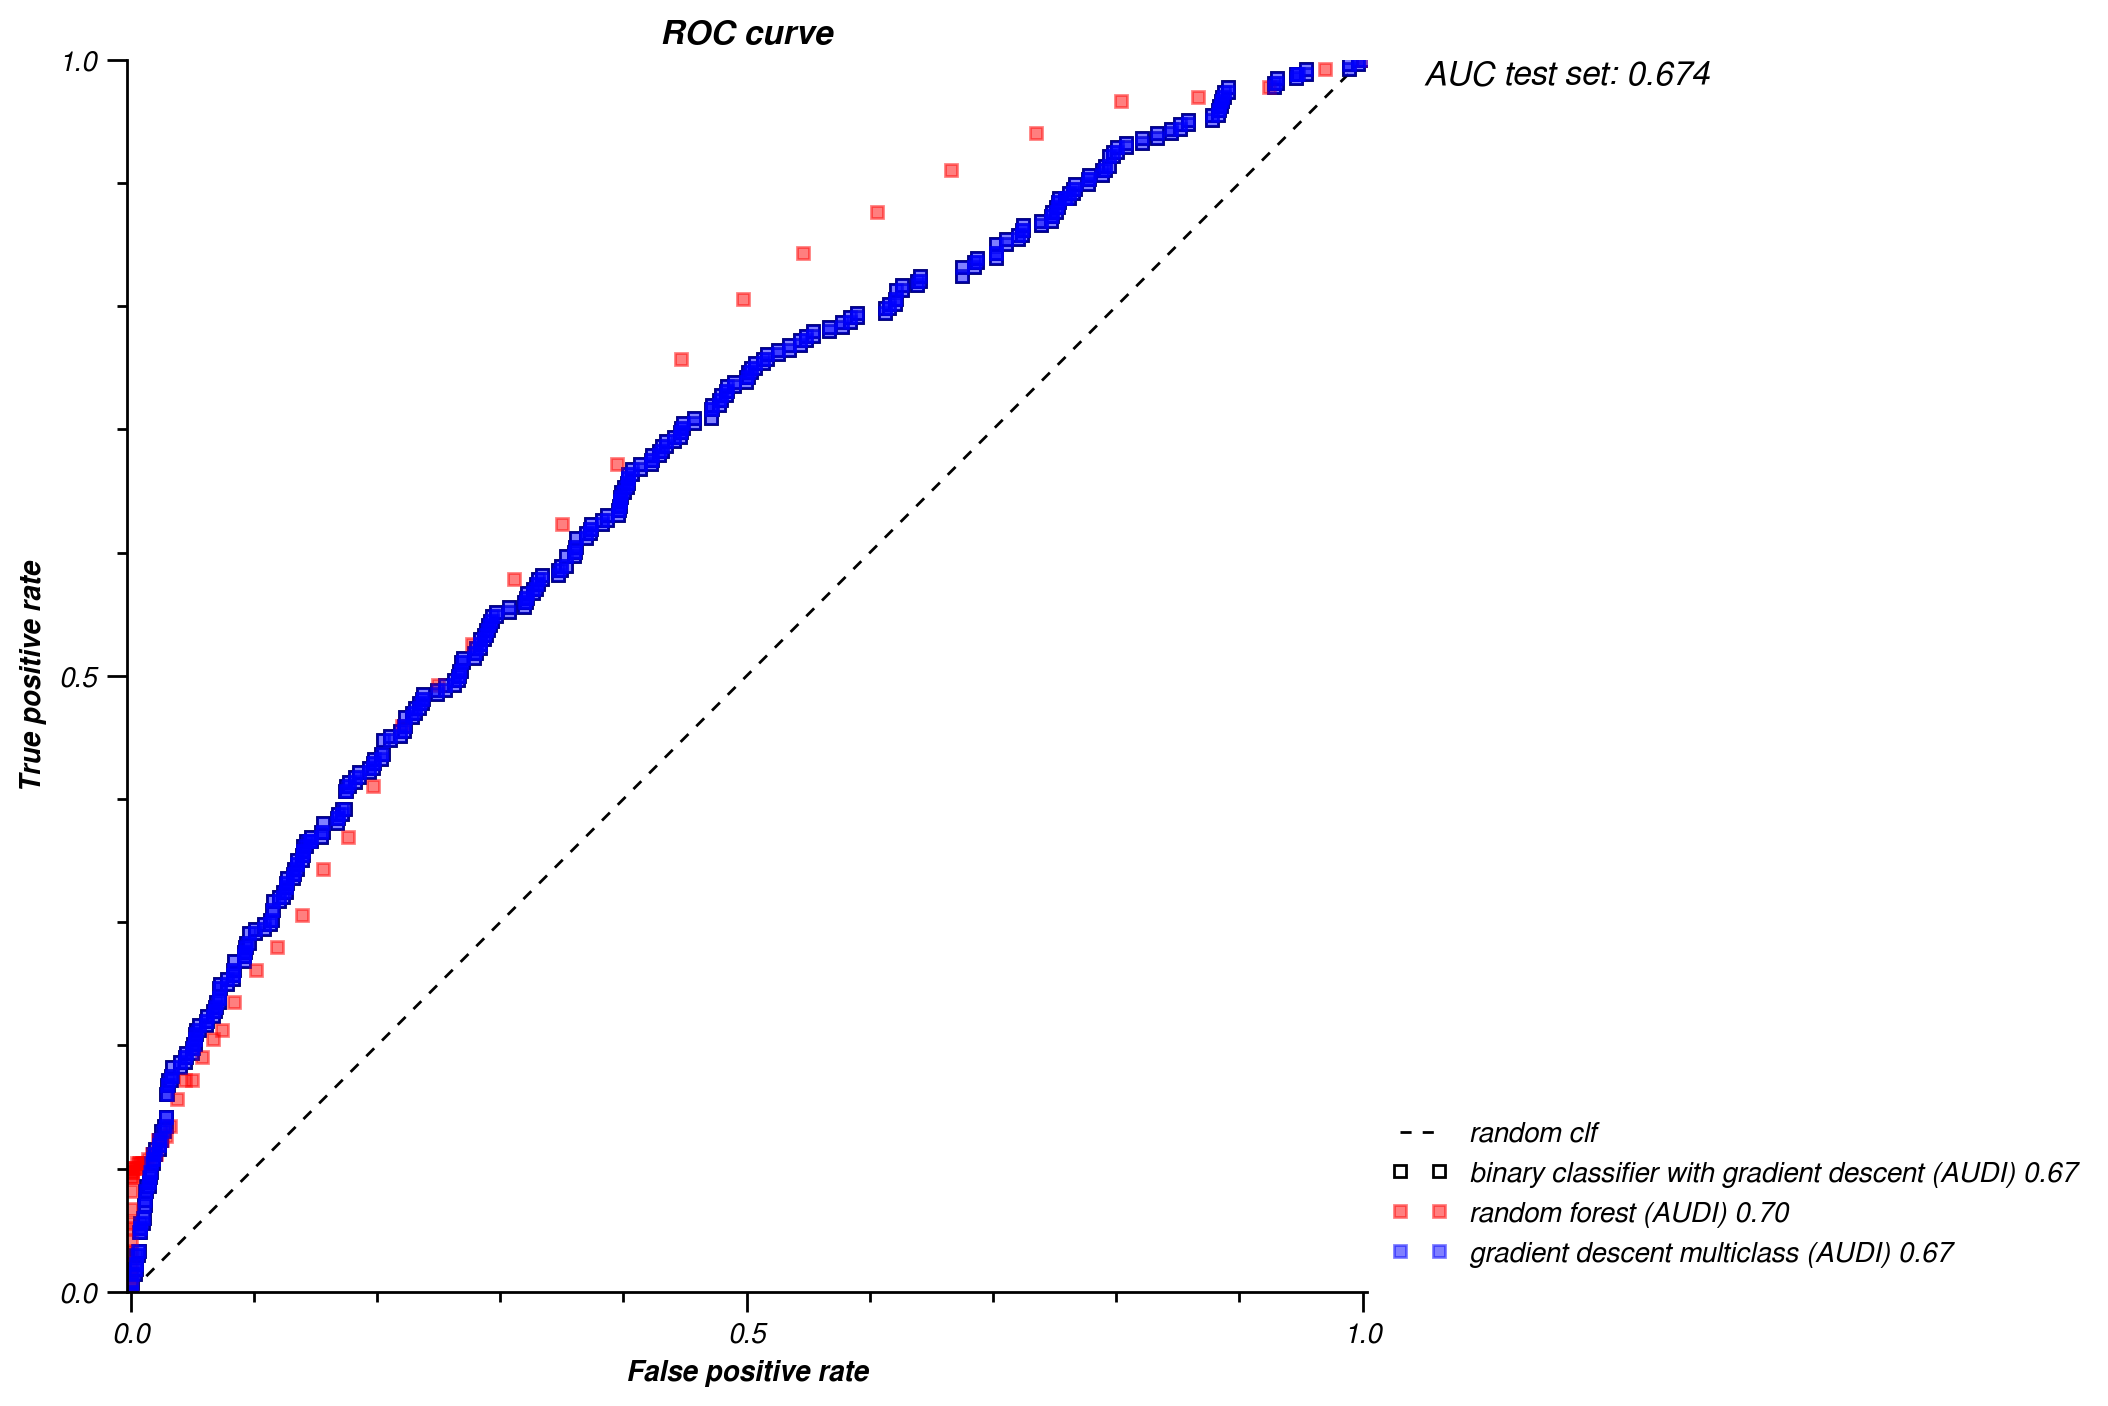 ROC curve
AUC test set: 0.674
1.0
0.5
0.0
True positive rate
0.0
0.5
1.0
False positive rate
random clf
binary classifier with gradient descent (AUDI) 0.67
random forest (AUDI) 0.70
gradient descent multiclass (AUDI) 0.67